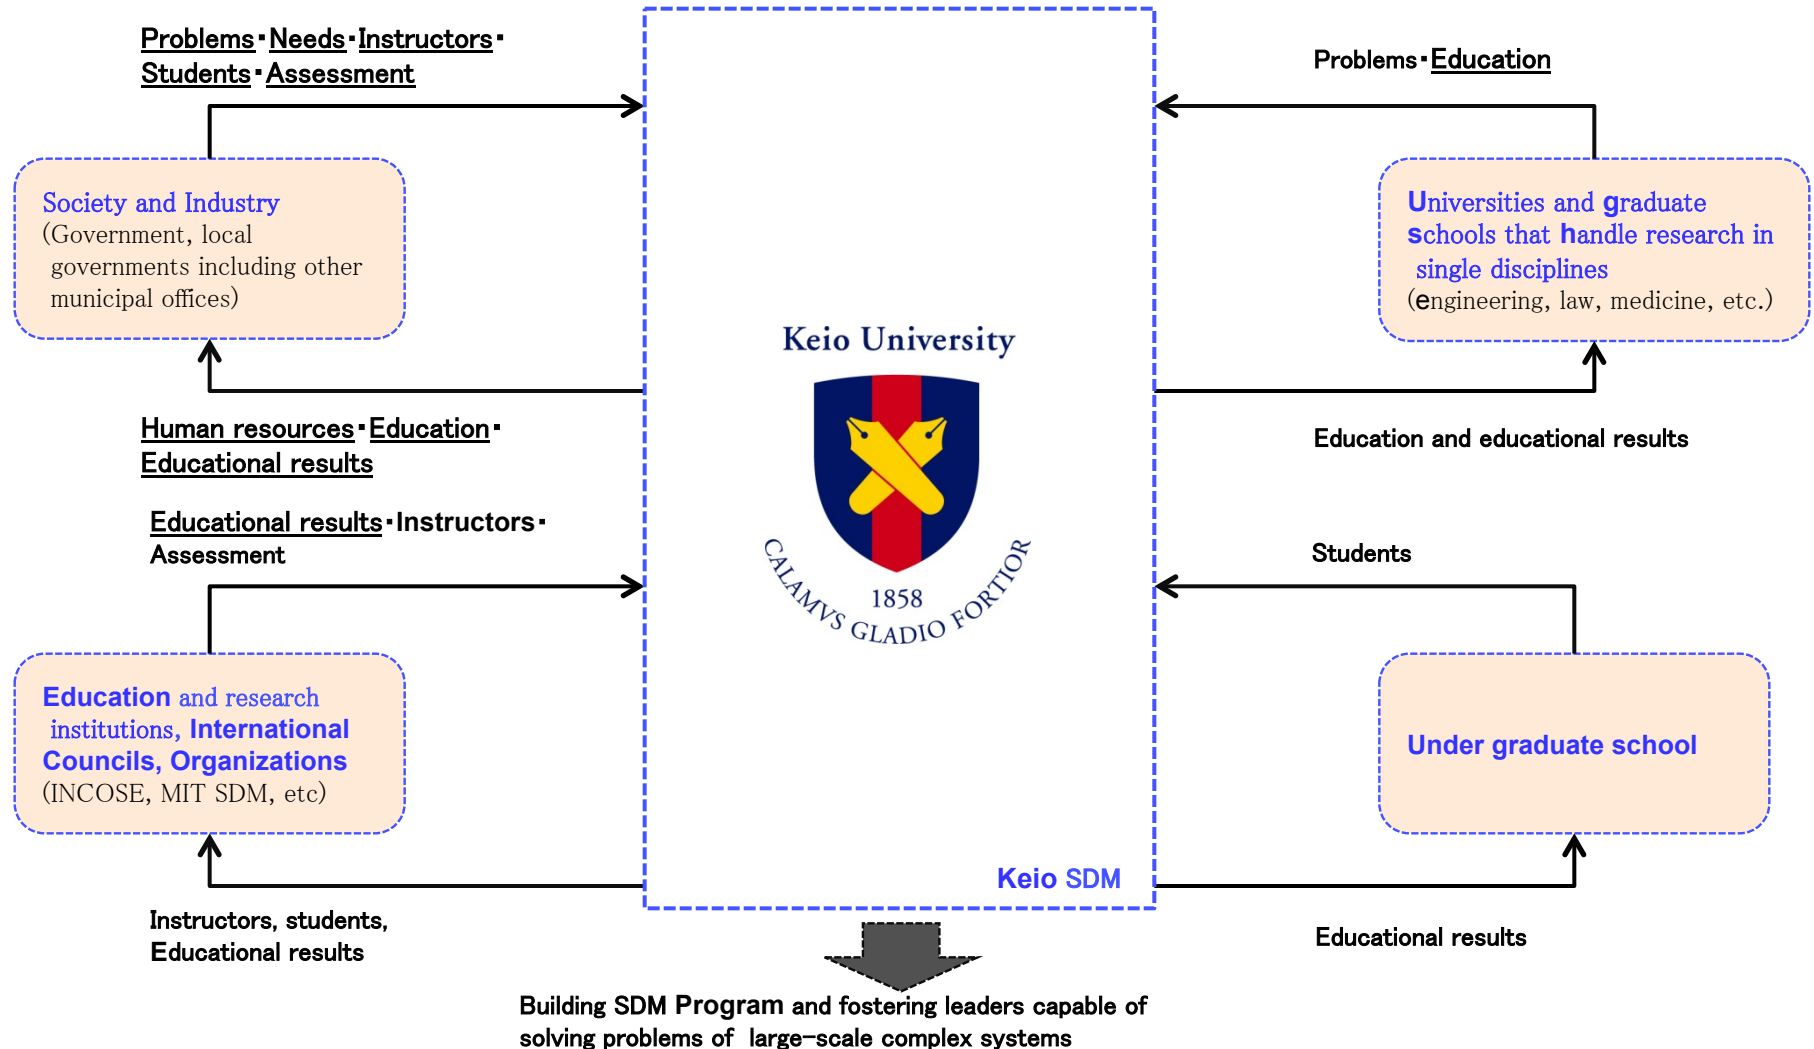 Problems・Needs・Instructors・
Students・Assessment
Society and Industry
(Government, local
governments including other
municipal offices)
Human resources・Education・
Educational results
Educational results・Instructors・
Assessment
Education and research
institutions, International
Councils, Organizations
(INCOSE, MIT SDM, etc)
Instructors, students,
Educational results
Keio University
1858
CALAMVS GLADIO FORTIOR
Keio SDM
Problems・Education
Universities and graduate
schools that handle research in
single disciplines
(engineering, law, medicine, etc.)
Education and educational results
Students
Under graduate school
Educational results
Building SDM Program and fostering leaders capable of
solving problems of large-scale complex systems